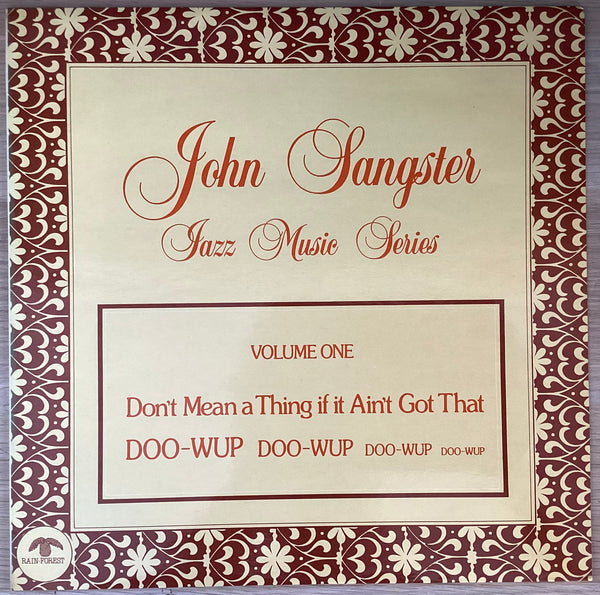 John Sangster
Jazz Music Series
VOLUME ONE
Don't Mean a Thing if it Ain't Got That
DOO-WUP DOO-WUP DOO-WUP DOO-WUP
RAIN-FOREST